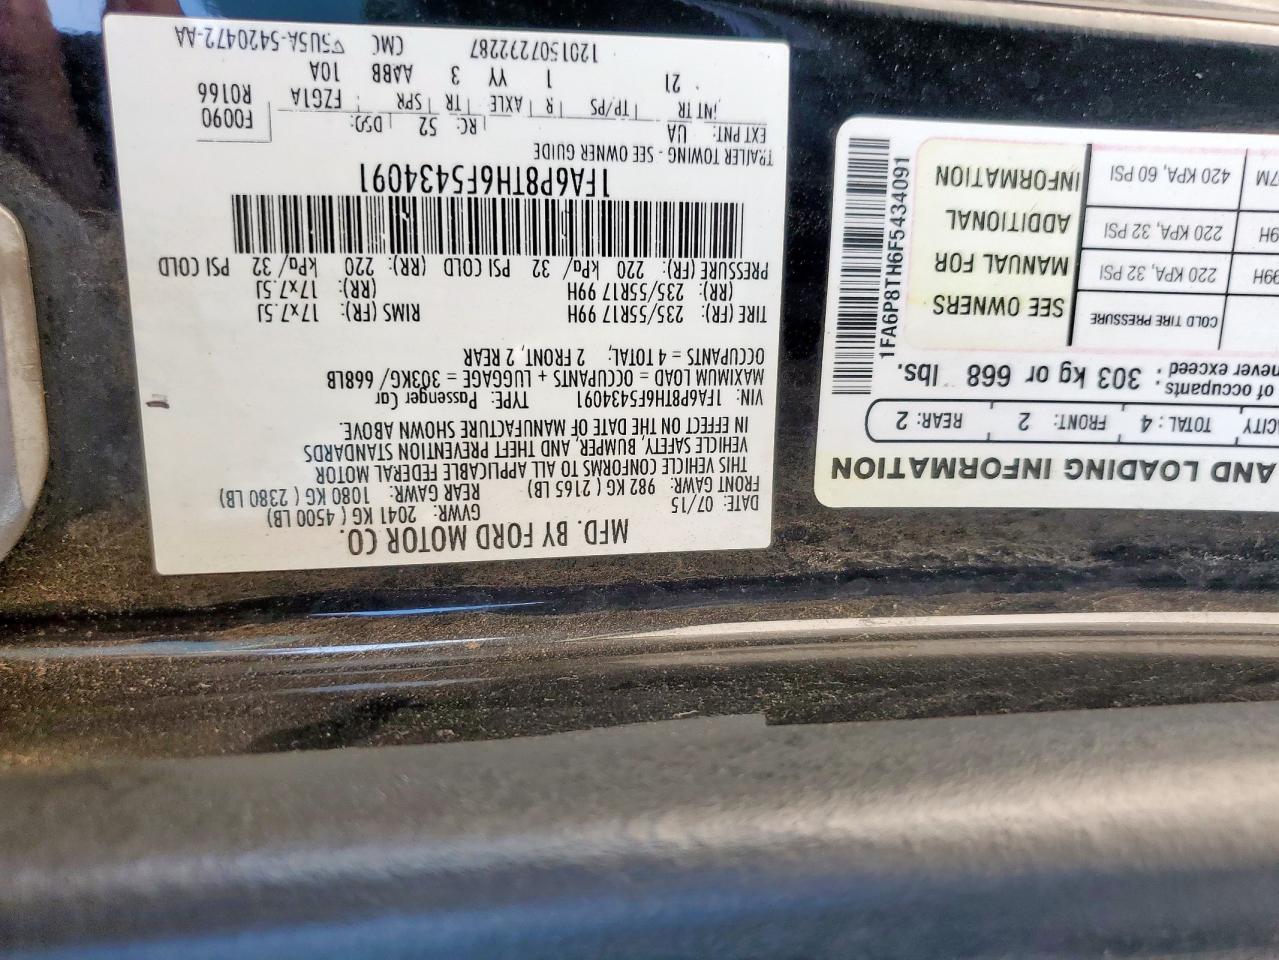 MFD. BY FORD MOTOR CO.
DATE: 07/15 GVWR: 2041 KG ( 4500 LB)
FRONT GAWR: 982 KG ( 2165 LB) REAR GAWR: 1080 KG ( 2380 LB)
THIS VEHICLE CONFORMS TO ALL APPLICABLE FEDERAL MOTOR
VEHICLE SAFETY, BUMPER, AND THEFT PREVENTION STANDARDS
IN EFFECT ON THE DATE OF MANUFACTURE SHOWN ABOVE.
VIN: 1FA6P8TH6F5434091 TYPE: Passenger Car
MAXIMUM LOAD = OCCUPANTS + LUGGAGE = 303KG/ 668LB
OCCUPANTS = 4 TOTAL, 2 FRONT, 2 REAR
TIRE (FR): 235/55R17 99H RIMS (FR): 17x7.5J
(RR): 235/55R17 99H (RR): 17x7.5J
PRESSURE (FR): 220 kPa/ 32 PSI COLD (RR): 220 kPa/ 32 PSI COLD
1FA6P8TH6F5434091
TRAILER TOWING - SEE OWNER GUIDE
EXT PNT: UA RC: 52 DSO: F0090
R0166
INT TR TP/PS R AXLE TR SPR FZG1A
21 1 YY 3 AABB 10A
120150727287 CMC ▽5U5A-5420472-AA
AND LOADING INFORMATION
ACITY TOTAL: 4 FRONT: 2 REAR: 2
of occupants
never exceed : 303 kg or 668 lbs.
COLD TIRE PRESSURE
99H 220 KPA, 32 PSI
99H 220 KPA, 32 PSI
7M 420 KPA, 60 PSI
SEE OWNERS
MANUAL FOR
ADDITIONAL
INFORMATION
1FA6P8TH6F5434091